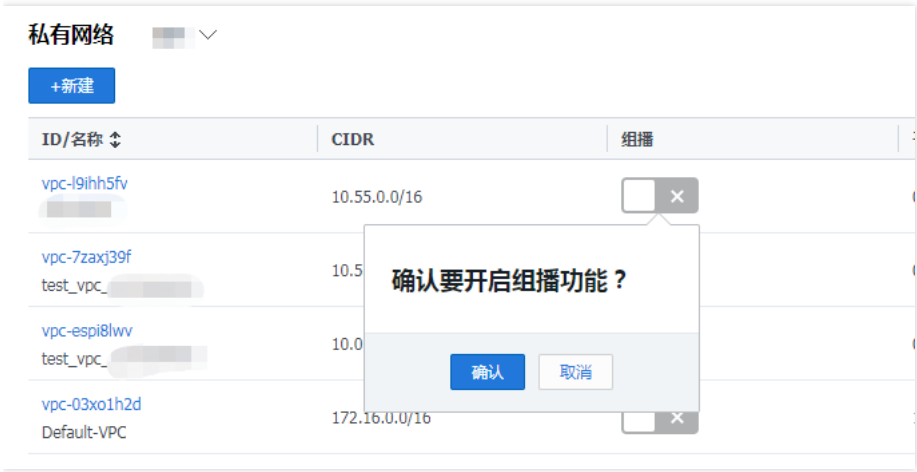 私有网络
+新建
ID/名称 CIDR 组播
vpc-l9ihh5fv
10.55.0.0/16
确认要开启组播功能？
vpc-7zaxj39f
10.5
test_vpc_
vpc-espi8lwv
10.0
test_vpc_
确认 取消
vpc-03xo1h2d
172.16.0.0/16
Default-VPC